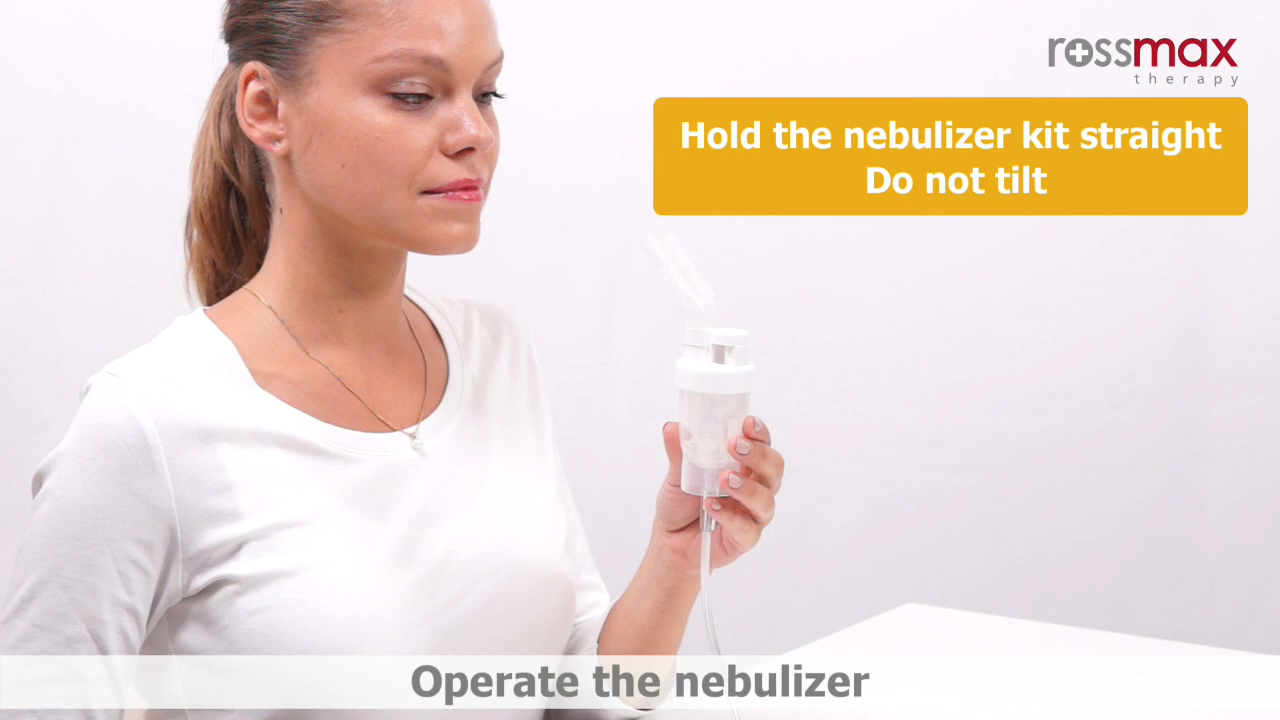 rossmax
therapy
Hold the nebulizer kit straight
Do not tilt
Operate the nebulizer